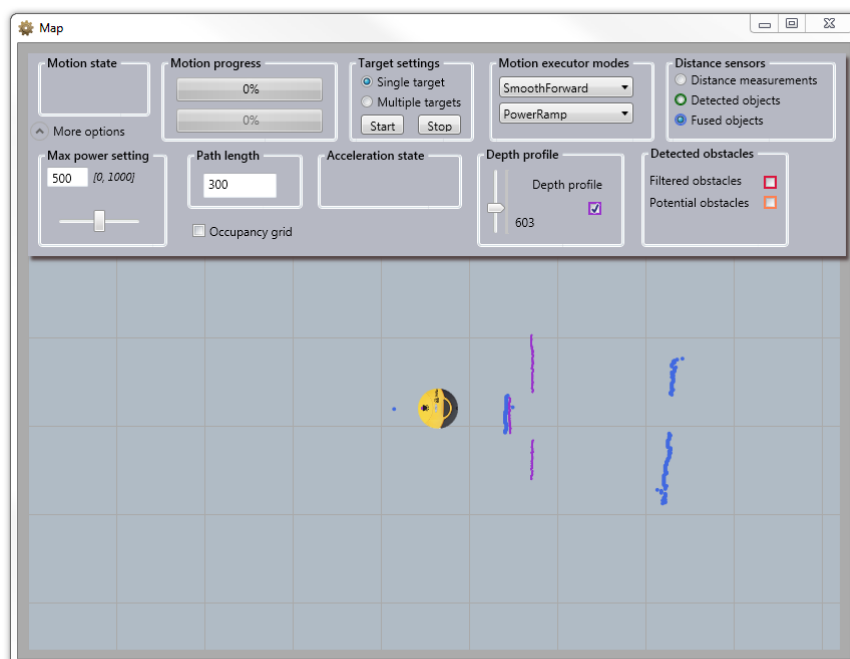 Map
Motion state
Motion progress
0%
0%
Target settings
Single target
Multiple targets
Start Stop
Motion executor modes
SmoothForward
PowerRamp
Distance sensors
Distance measurements
Detected objects
Fused objects
More options
Max power setting
500 [0, 1000]
Path length
300
Occupancy grid
Acceleration state
Depth profile
Depth profile
603
Detected obstacles
Filtered obstacles
Potential obstacles